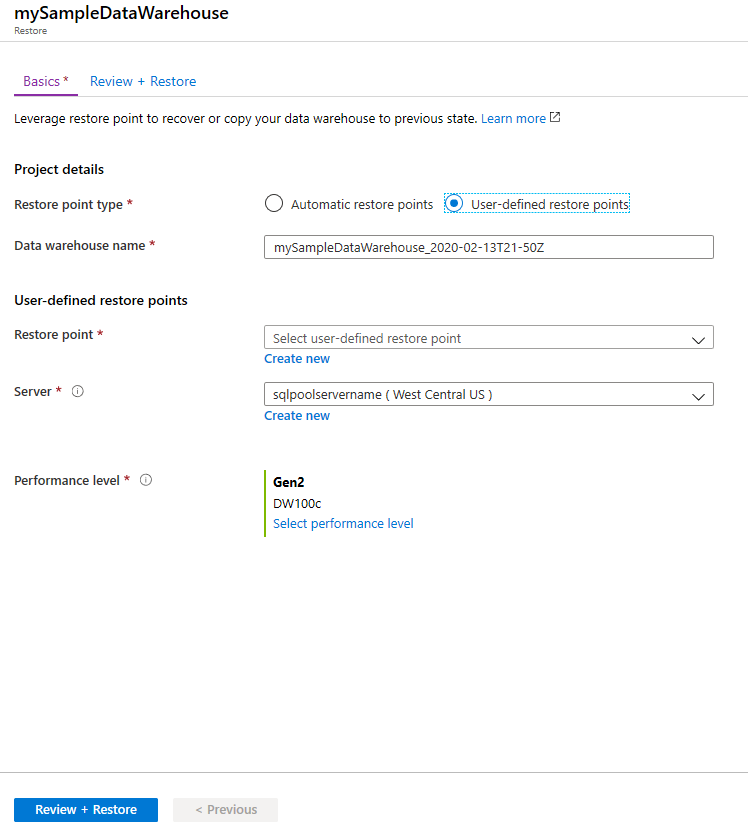 mySampleDataWarehouse
Restore
Basics * Review + Restore
Leverage restore point to recover or copy your data warehouse to previous state. Learn more
Project details
Restore point type * Automatic restore points User-defined restore points
Data warehouse name * mySampleDataWarehouse_2020-02-13T21-50Z
User-defined restore points
Restore point * Select user-defined restore point
Create new
Server * sqlpoolservername ( West Central US )
Create new
Performance level * Gen2
DW100c
Select performance level
Review + Restore < Previous